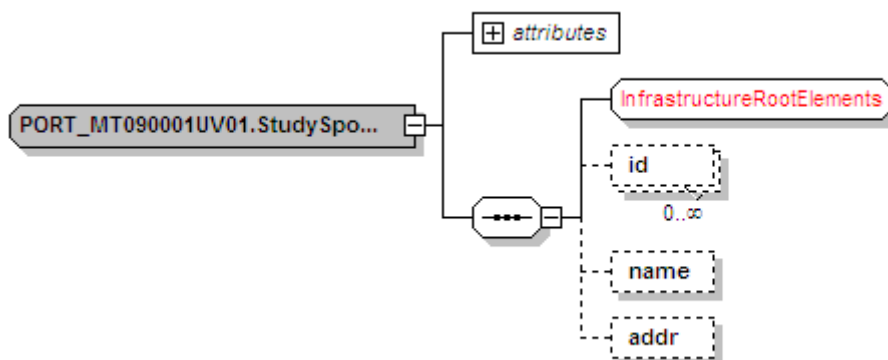 attributes
InfrastructureRootElements
PORT_MT090001UV01.StudySpo...
id
0..∞
name
addr